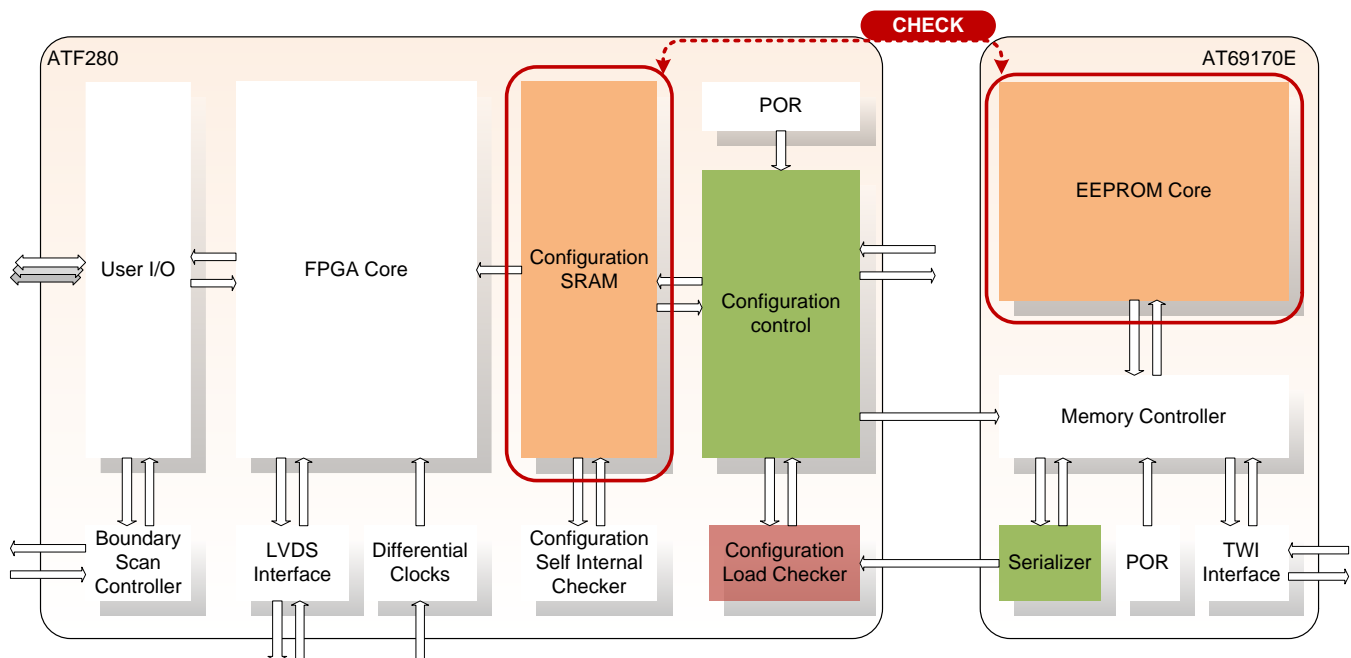 CHECK
ATF280
AT69170E
POR
EEPROM Core
User I/O
FPGA Core
Configuration
SRAM
Configuration
control
Memory Controller
Boundary
Scan
Controller
LVDS
Interface
Differential
Clocks
Configuration
Self Internal
Checker
Configuration
Load Checker
Serializer
POR
TWI
Interface